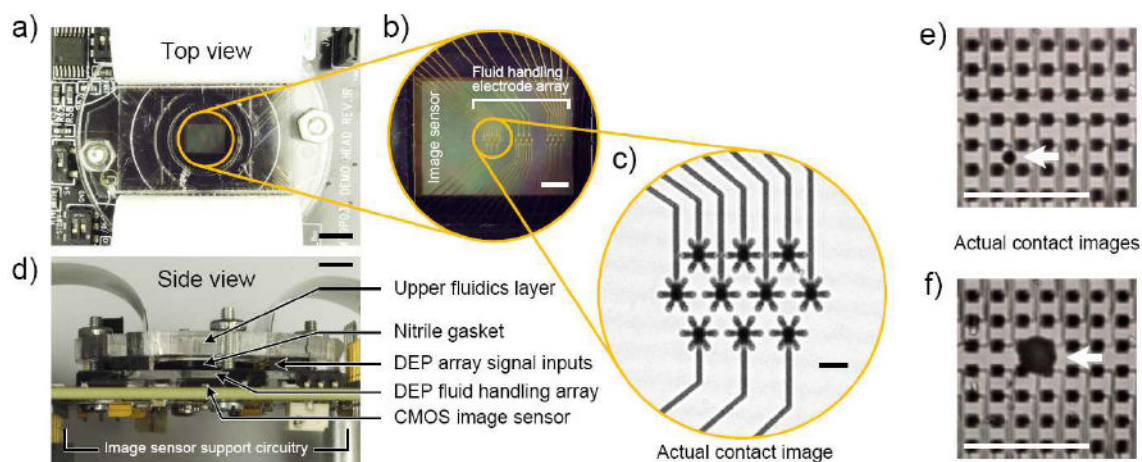 a)
Top view
b)
Fluid handling
electrode array
Image sensor
c)
Actual contact image
d)
Side view
Upper fluidics layer
Nitrile gasket
DEP array signal inputs
DEP fluid handling array
CMOS image sensor
Image sensor support circuitry
e)
Actual contact images
f)